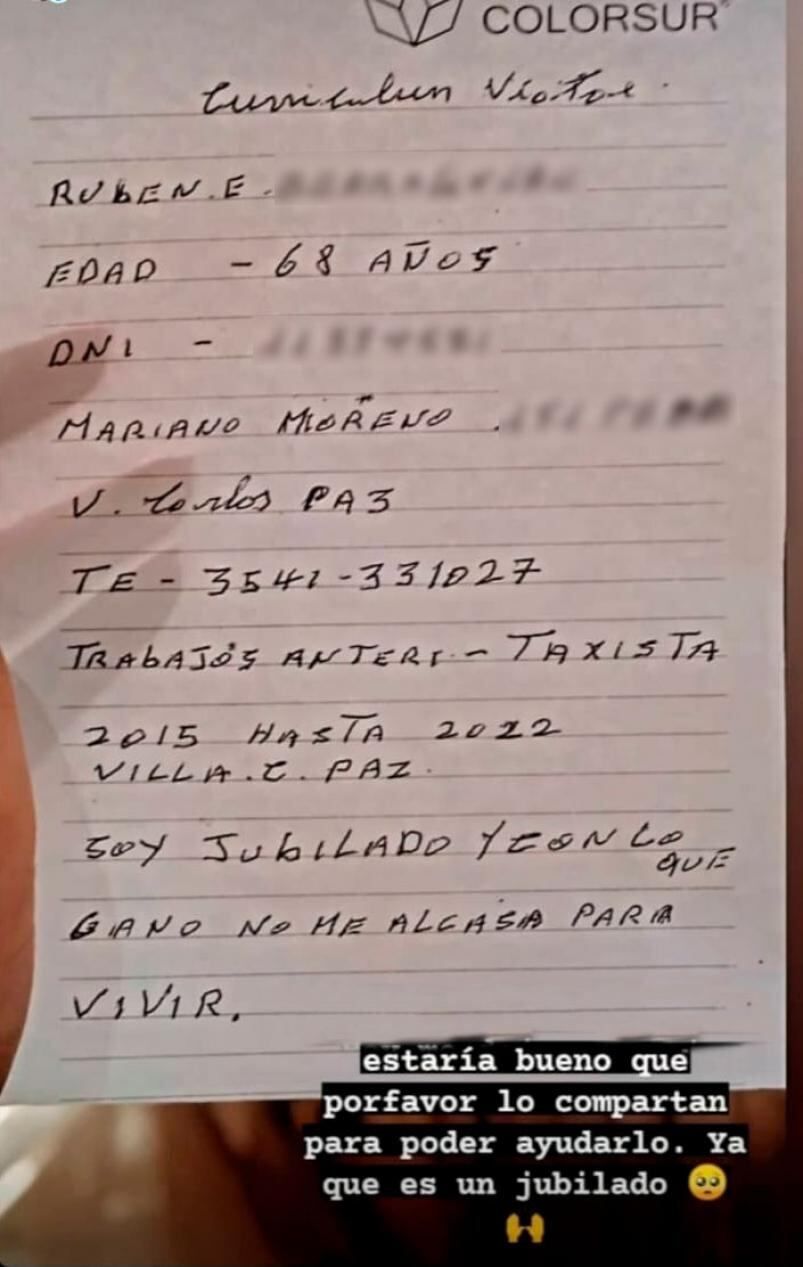 COLORSUR
Curriculun Vitae.
RUBEN. E.
EDAD - 68 AÑOS
DNI -
MARIANO MORENO.
V. Carlos PAZ
TE - 3541-331027
TRABAJOS ANTERI - TAXISTA
2015 HASTA 2022
VILLA. C. PAZ.
SOY JUBILADO Y CON LO
QUE
GANO NO ME ALCASA PARA
VIVIR.
estaría bueno que
porfavor lo compartan
para poder ayudarlo. Ya
que es un jubilado 🥺
🙌